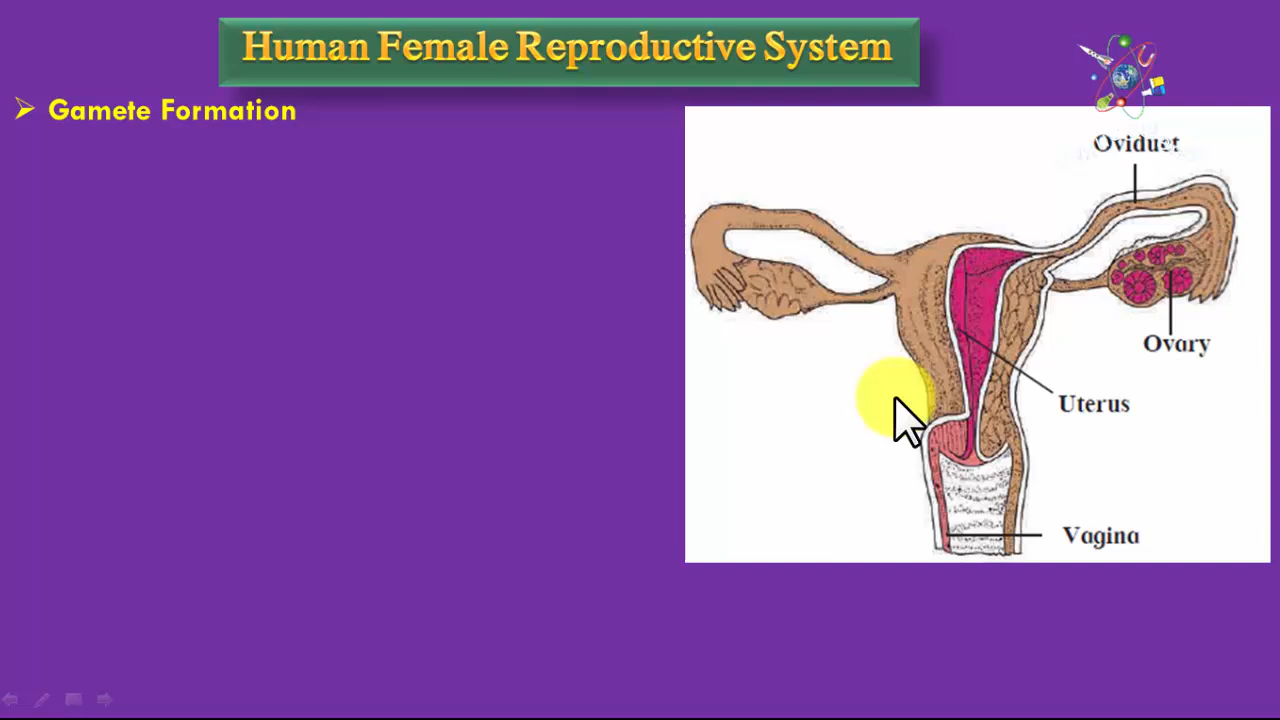 Human Female Reproductive System
Gamete Formation
Oviduct
Ovary
Uterus
Vagina